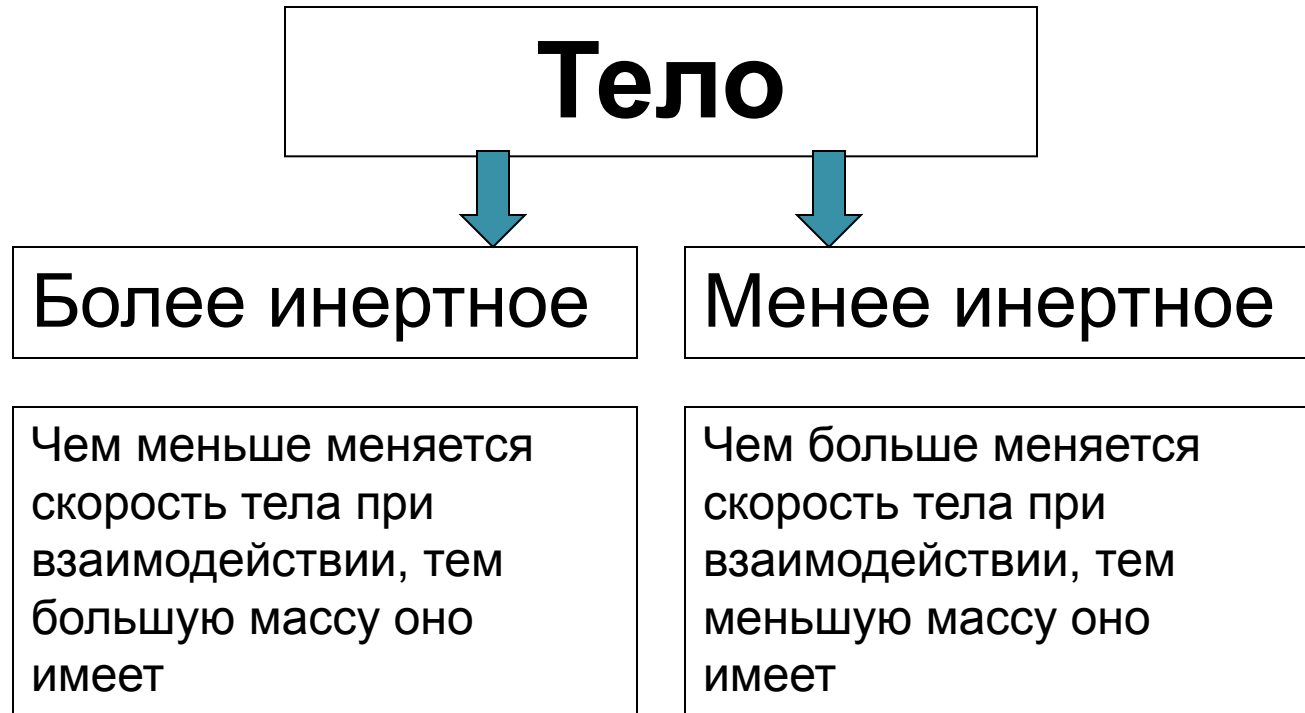 Тело
Более инертное
Менее инертное
Чем меньше меняется
скорость тела при
взаимодействии, тем
большую массу оно
имеет
Чем больше меняется
скорость тела при
взаимодействии, тем
меньшую массу оно
имеет